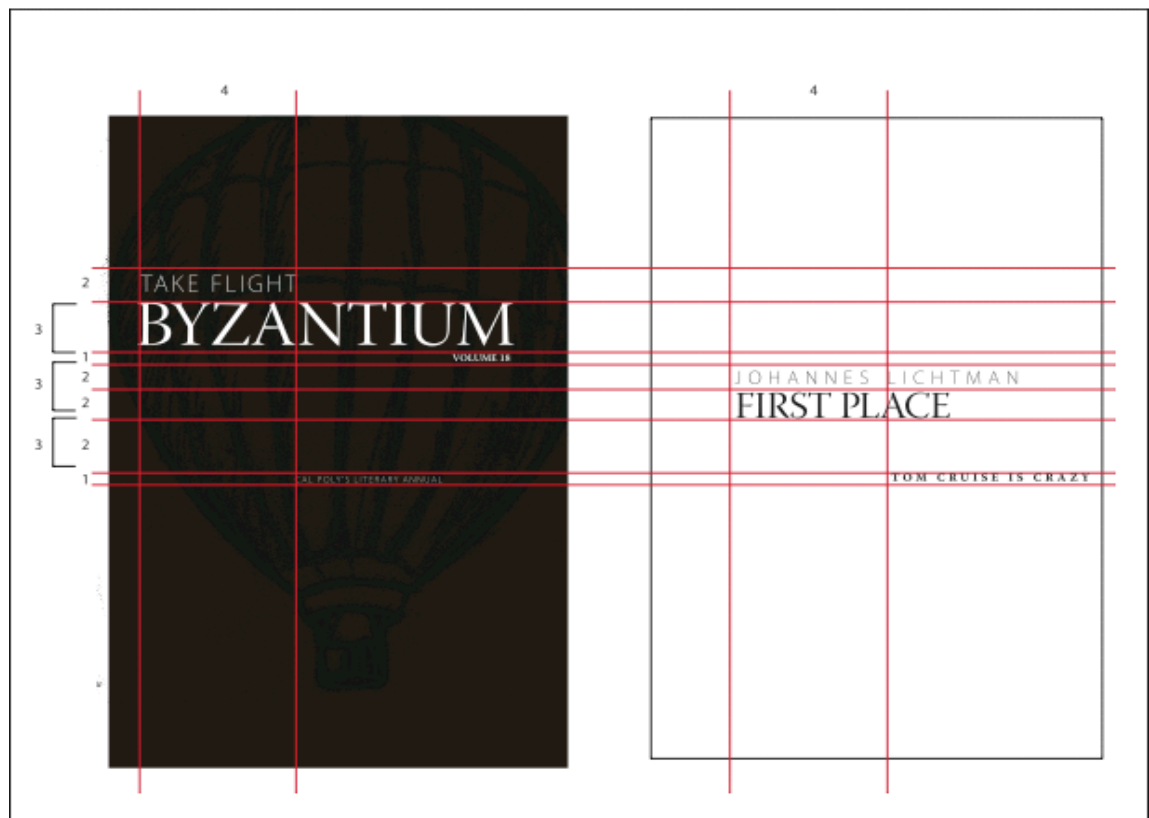 4
4
2
TAKE FLIGHT
3
BYZANTIUM
1
VOLUME 18
3
2
JOHANNES LICHTMAN
2
FIRST PLACE
3
2
1
CAL POLY'S LITERARY ANNUAL
TOM CRUISE IS CRAZY